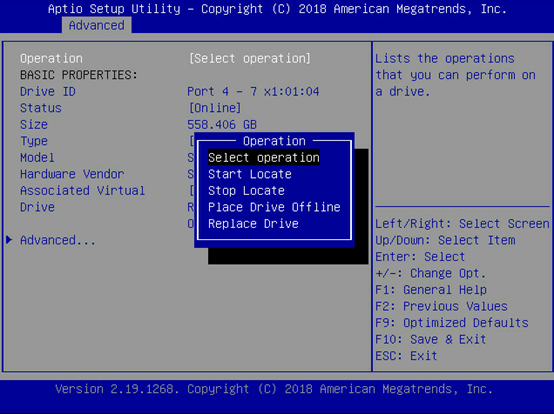 Aptio Setup Utility – Copyright (C) 2018 American Megatrends, Inc.
Advanced
Operation [Select operation]
BASIC PROPERTIES:
Drive ID Port 4 – 7 x1:01:04
Status [Online]
Size 558.406 GB
Type [
Model S
Hardware Vendor S
Associated Virtual [
Drive R
O
Advanced...
Operation
Select operation
Start Locate
Stop Locate
Place Drive Offline
Replace Drive
Lists the operations
that you can perform on
a drive.
Left/Right: Select Screen
Up/Down: Select Item
Enter: Select
+/–: Change Opt.
F1: General Help
F2: Previous Values
F9: Optimized Defaults
F10: Save & Exit
ESC: Exit
Version 2.19.1268. Copyright (C) 2018 American Megatrends, Inc.